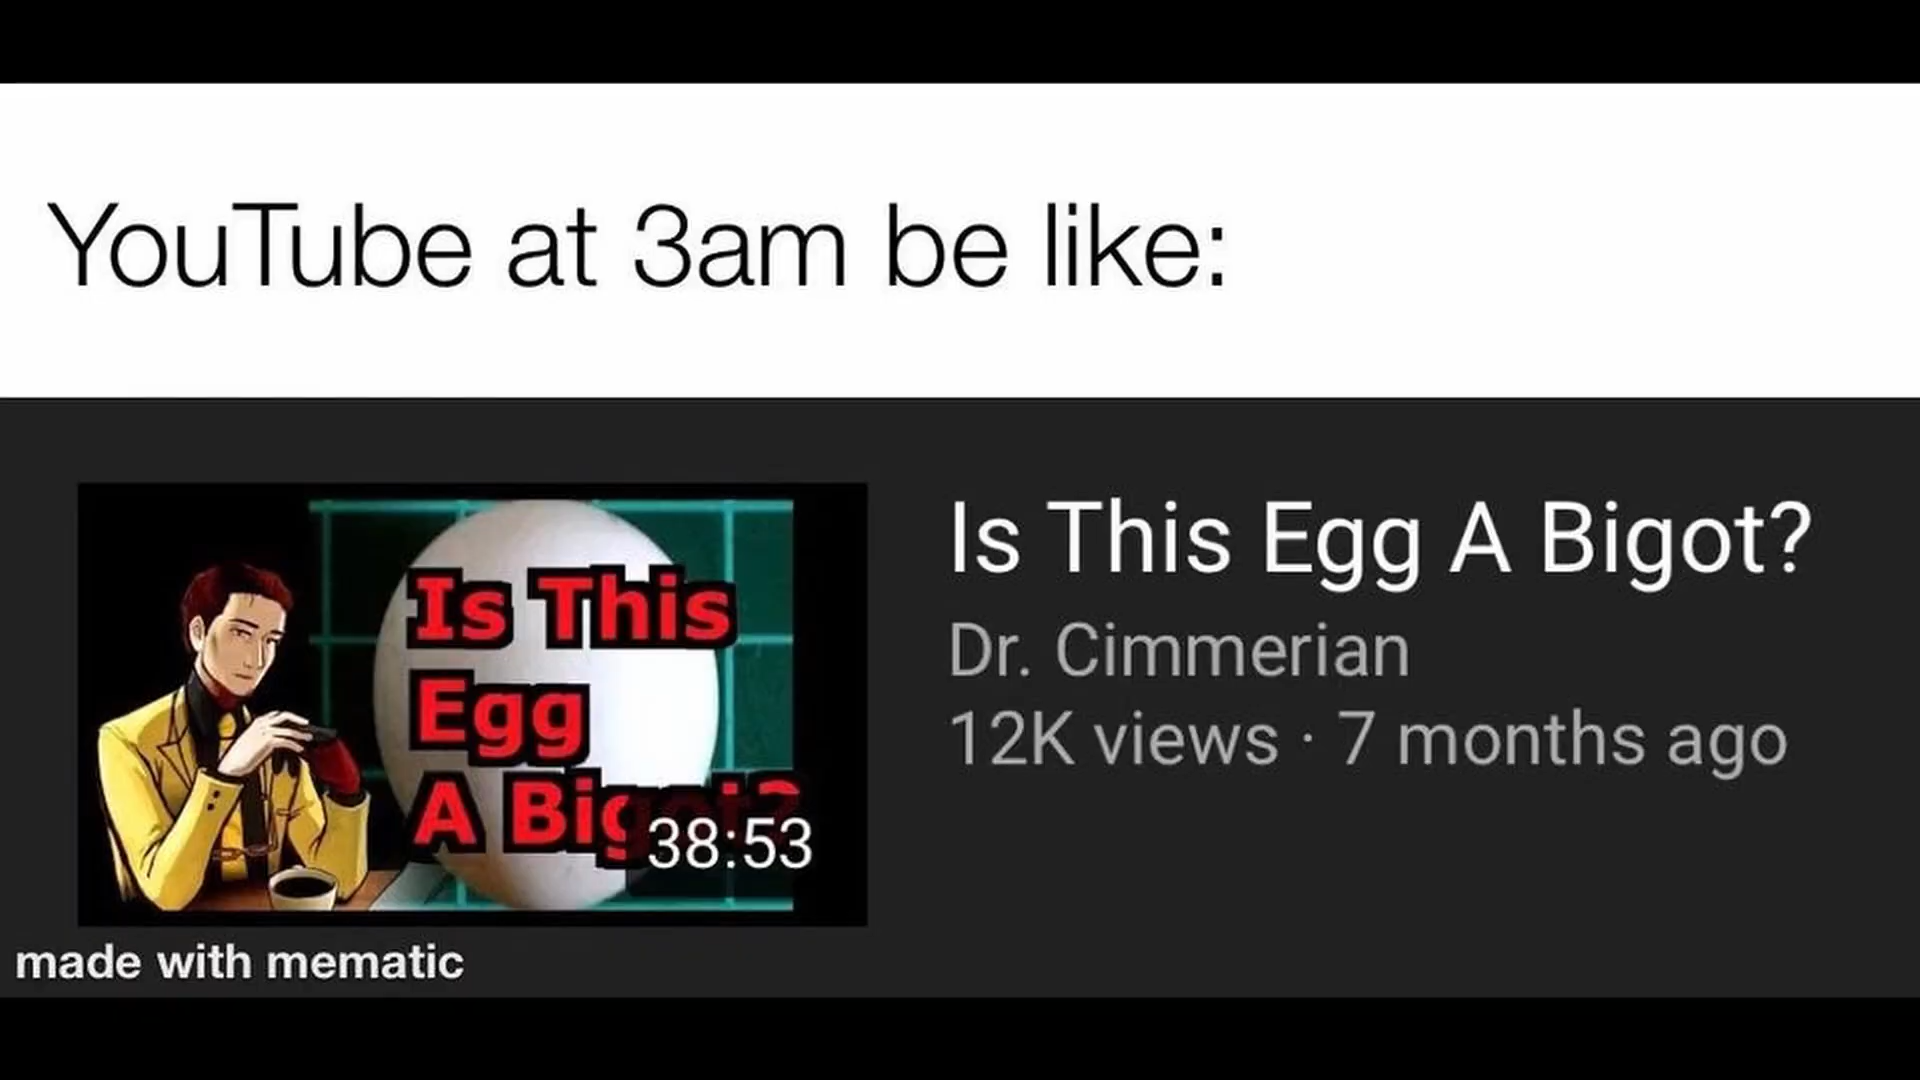 YouTube at 3am be like:
Is This
Egg
A Bigot?
38:53
Is This Egg A Bigot?
Dr. Cimmerian
12K views · 7 months ago
made with mematic